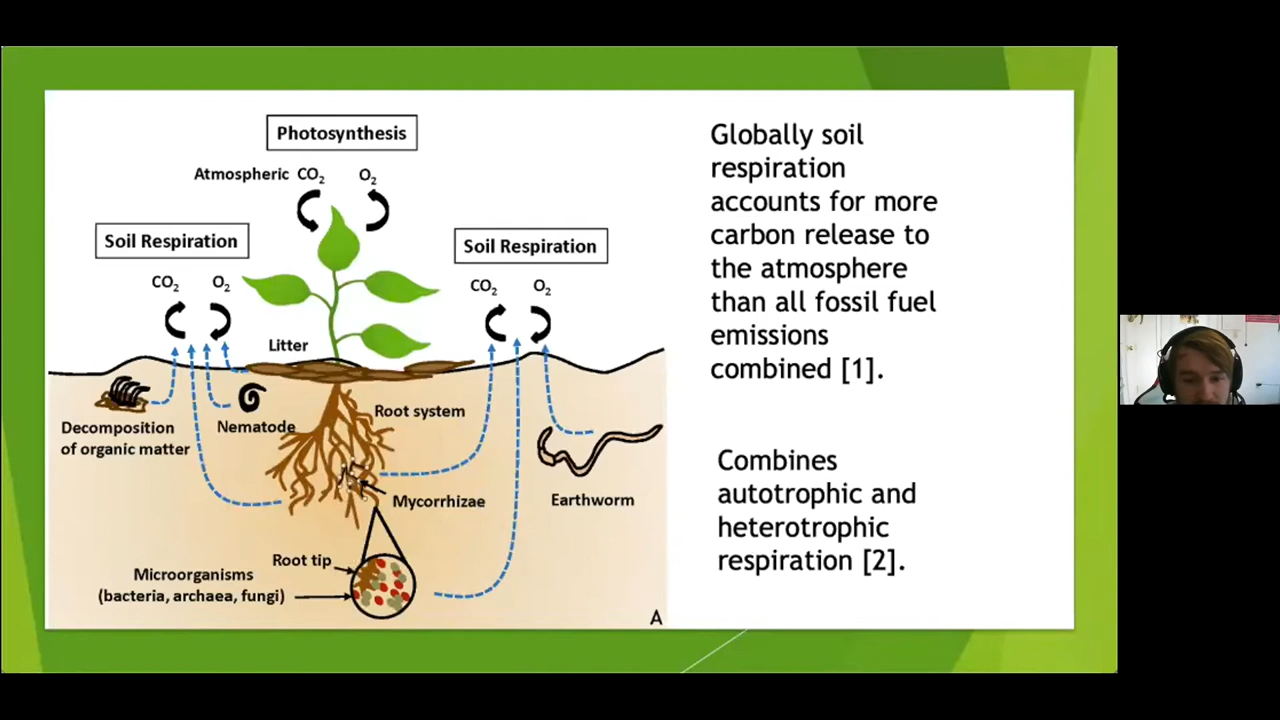 Photosynthesis
Atmospheric CO2 O2
Soil Respiration
CO2 O2
Soil Respiration
CO2 O2
Litter
Decomposition
of organic matter
Nematode
Root system
Mycorrhizae
Earthworm
Root tip
Microorganisms
(bacteria, archaea, fungi)
A
Globally soil
respiration
accounts for more
carbon release to
the atmosphere
than all fossil fuel
emissions
combined [1].
Combines
autotrophic and
heterotrophic
respiration [2].